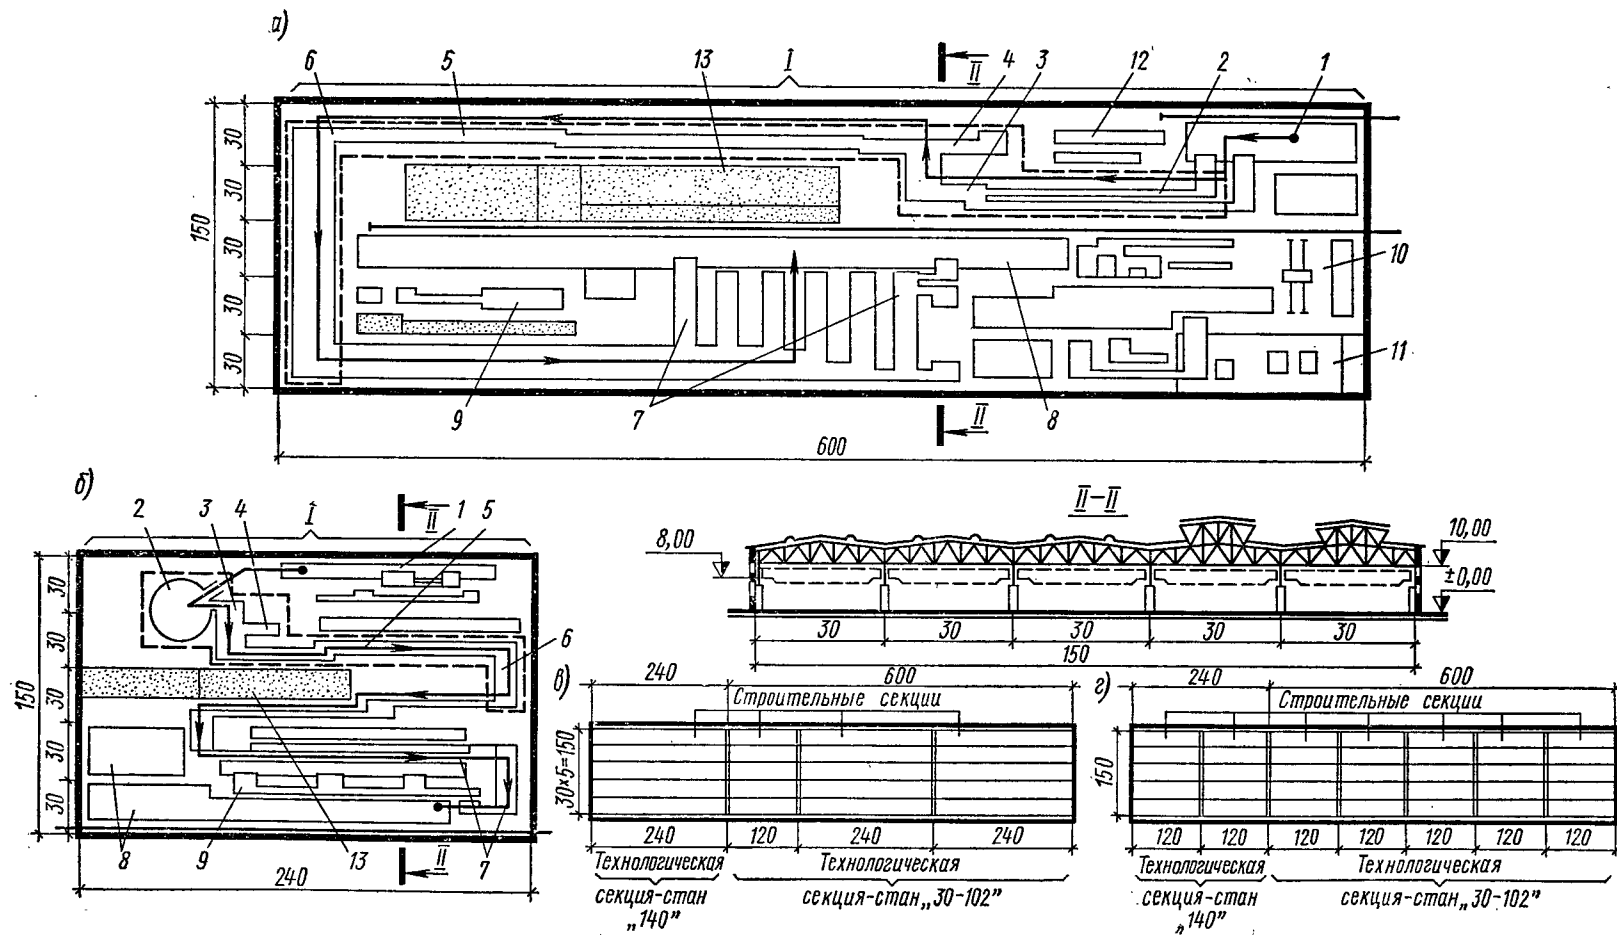 а)
6 5 13 I II 4 3 12 2 1
30
30
30
30
30
150
10
11
9 7 II 8
600
б)
2 3 4 I II 1 5
6
30
30
30
30
30
150
8 9 13 II 7
240
II–II
8,00
10,00
±0,00
30 30 30 30 30
150
в)
240 600
Строительные секции
30×5=150
240 120 240 240
Технологическая секция-стан „140”
Технологическая секция-стан „30-102”
г)
240 600
Строительные секции
150
120 120 120 120 120 120 120
Технологическая секция-стан „140”
Технологическая секция-стан „30-102”